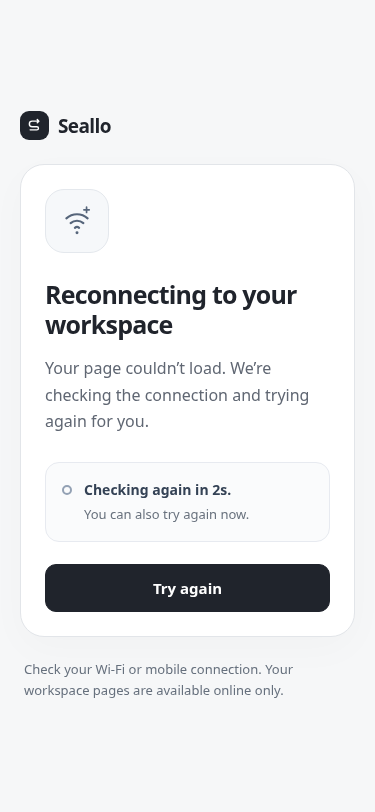 Seallo
Reconnecting to your
workspace
Your page couldn’t load. We’re
checking the connection and trying
again for you.
Checking again in 2s.
You can also try again now.
Try again
Check your Wi-Fi or mobile connection. Your
workspace pages are available online only.